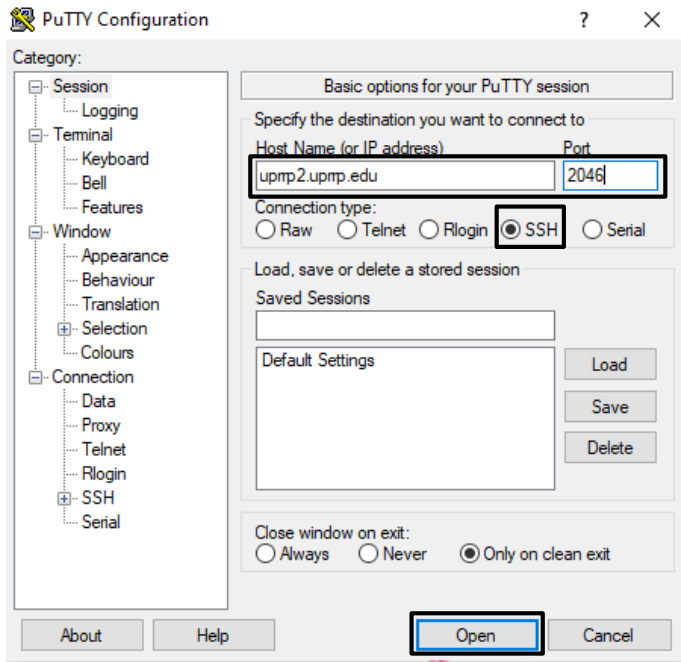 PuTTY Configuration ? ×
Category:
Session
Logging
Terminal
Keyboard
Bell
Features
Window
Appearance
Behaviour
Translation
Selection
Colours
Connection
Data
Proxy
Telnet
Rlogin
SSH
Serial
Basic options for your PuTTY session
Specify the destination you want to connect to
Host Name (or IP address) Port
uprrp2.uprrp.edu 2046
Connection type:
Raw Telnet Rlogin SSH Serial
Load, save or delete a stored session
Saved Sessions
Default Settings
Load
Save
Delete
Close window on exit:
Always Never Only on clean exit
About Help Open Cancel